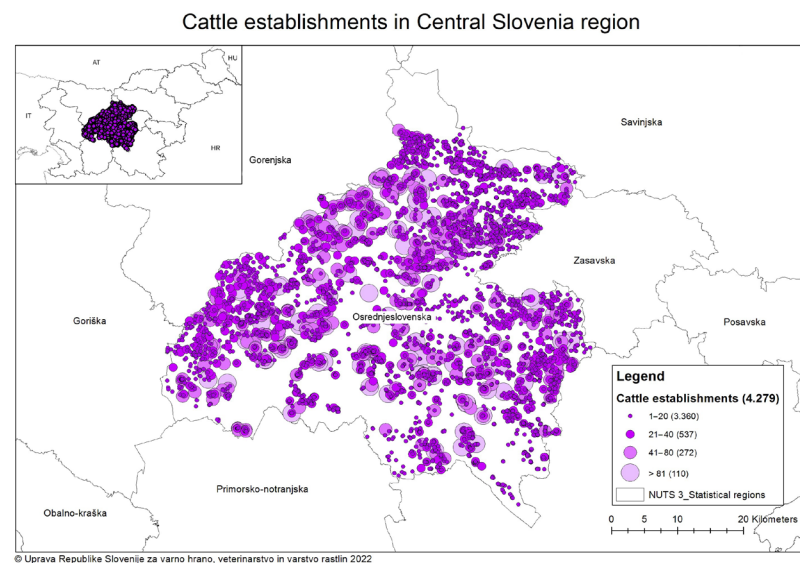 Cattle establishments in Central Slovenia region
AT
HU
IT
HR
Gorenjska
Savinjska
Zasavska
Goriška
Osrednjeslovenska
Posavska
Primorsko-notranjska
Obalno-kraška
Legend
Cattle establishments (4.279)
1–20 (3.360)
21–40 (537)
41–80 (272)
> 81 (110)
NUTS 3_Statistical regions
0 5 10 20 Kilometers
© Uprava Republike Slovenije za varno hrano, veterinarstvo in varstvo rastlin 2022